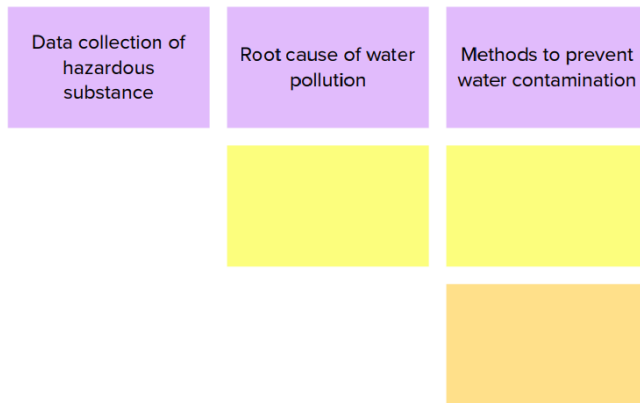 Data collection of
hazardous
substance
Root cause of water
pollution
Methods to prevent
water contamination